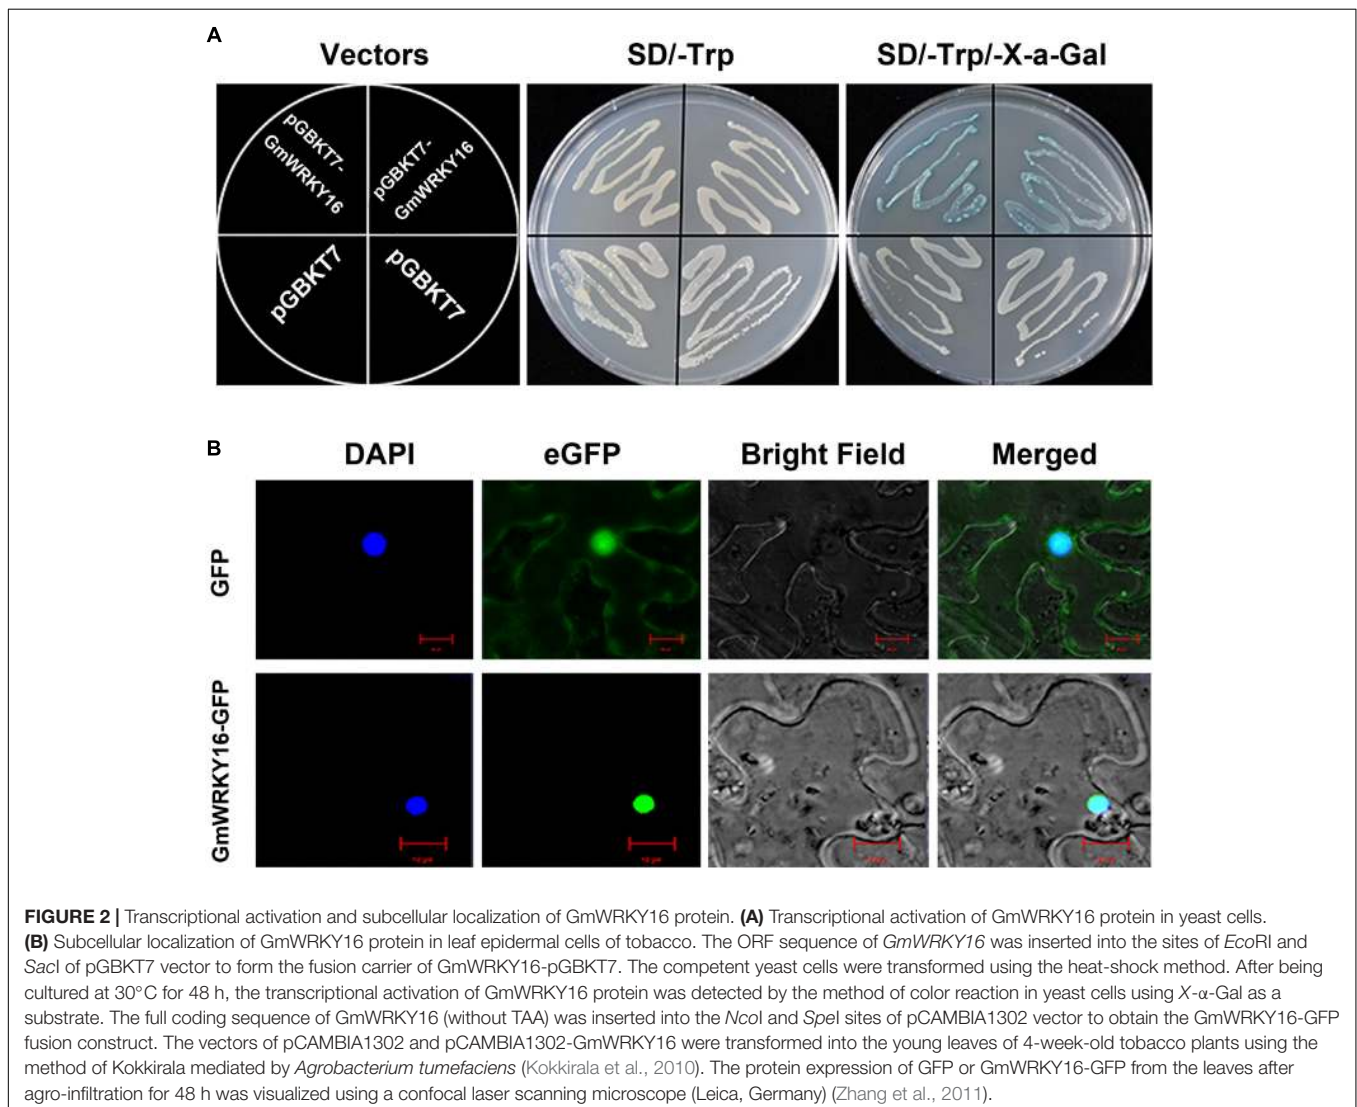 A
Vectors
SD/-Trp
SD/-Trp/-X-a-Gal
pGBKT7-
GmWRKY16
pGBKT7-
GmWRKY16
pGBKT7
pGBKT7
B
DAPI
eGFP
Bright Field
Merged
GFP
GmWRKY16-GFP
FIGURE 2 | Transcriptional activation and subcellular localization of GmWRKY16 protein. (A) Transcriptional activation of GmWRKY16 protein in yeast cells.
(B) Subcellular localization of GmWRKY16 protein in leaf epidermal cells of tobacco. The ORF sequence of GmWRKY16 was inserted into the sites of EcoRI and
SacI of pGBKT7 vector to form the fusion carrier of GmWRKY16-pGBKT7. The competent yeast cells were transformed using the heat-shock method. After being
cultured at 30°C for 48 h, the transcriptional activation of GmWRKY16 protein was detected by the method of color reaction in yeast cells using X-α-Gal as a
substrate. The full coding sequence of GmWRKY16 (without TAA) was inserted into the NcoI and SpeI sites of pCAMBIA1302 vector to obtain the GmWRKY16-GFP
fusion construct. The vectors of pCAMBIA1302 and pCAMBIA1302-GmWRKY16 were transformed into the young leaves of 4-week-old tobacco plants using the
method of Kokkirala mediated by Agrobacterium tumefaciens (Kokkirala et al., 2010). The protein expression of GFP or GmWRKY16-GFP from the leaves after
agro-infiltration for 48 h was visualized using a confocal laser scanning microscope (Leica, Germany) (Zhang et al., 2011).